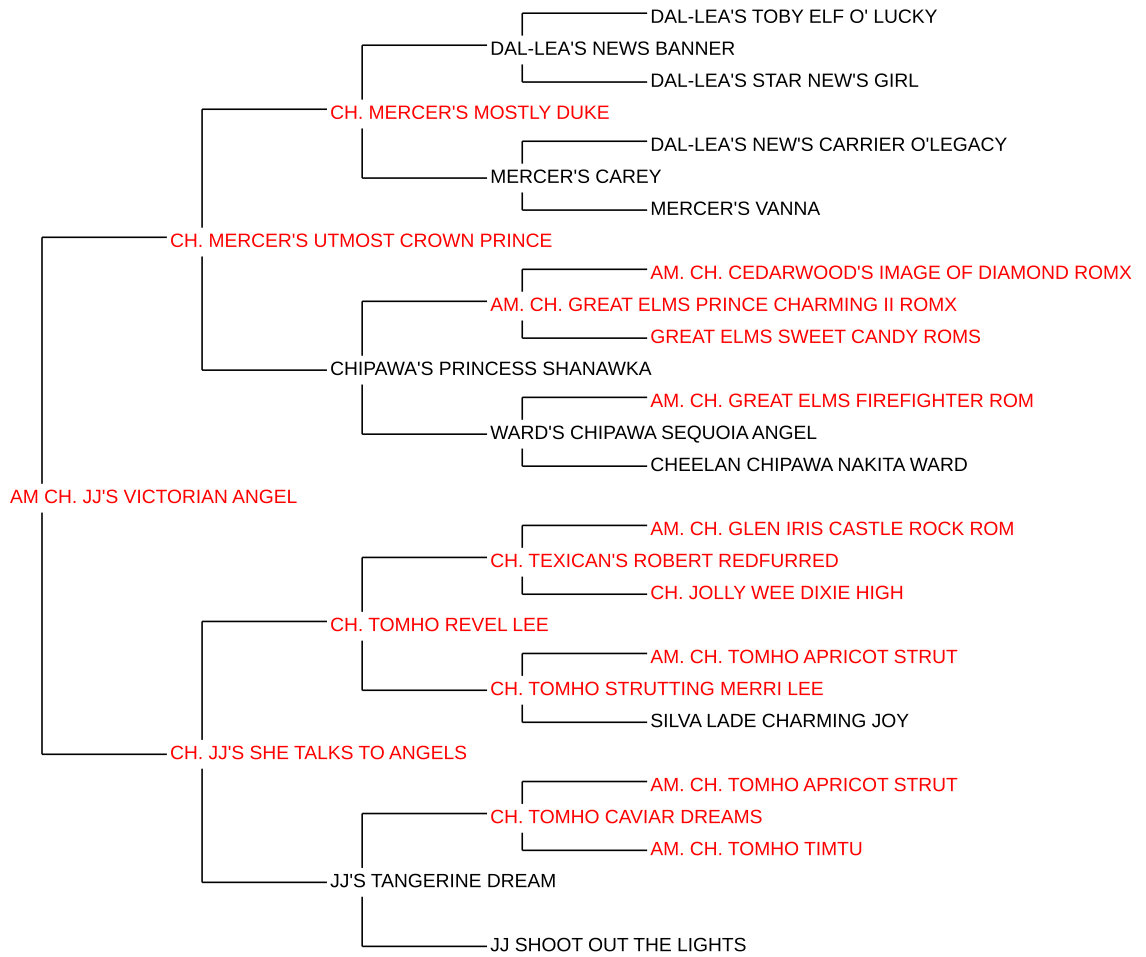 DAL-LEA'S TOBY ELF O' LUCKY
DAL-LEA'S NEWS BANNER
DAL-LEA'S STAR NEW'S GIRL
CH. MERCER'S MOSTLY DUKE
DAL-LEA'S NEW'S CARRIER O'LEGACY
MERCER'S CAREY
MERCER'S VANNA
CH. MERCER'S UTMOST CROWN PRINCE
AM. CH. CEDARWOOD'S IMAGE OF DIAMOND ROMX
AM. CH. GREAT ELMS PRINCE CHARMING II ROMX
GREAT ELMS SWEET CANDY ROMS
CHIPAWA'S PRINCESS SHANAWKA
AM. CH. GREAT ELMS FIREFIGHTER ROM
WARD'S CHIPAWA SEQUOIA ANGEL
CHEELAN CHIPAWA NAKITA WARD
AM CH. JJ'S VICTORIAN ANGEL
AM. CH. GLEN IRIS CASTLE ROCK ROM
CH. TEXICAN'S ROBERT REDFURRED
CH. JOLLY WEE DIXIE HIGH
CH. TOMHO REVEL LEE
AM. CH. TOMHO APRICOT STRUT
CH. TOMHO STRUTTING MERRI LEE
SILVA LADE CHARMING JOY
CH. JJ'S SHE TALKS TO ANGELS
AM. CH. TOMHO APRICOT STRUT
CH. TOMHO CAVIAR DREAMS
AM. CH. TOMHO TIMTU
JJ'S TANGERINE DREAM
JJ SHOOT OUT THE LIGHTS